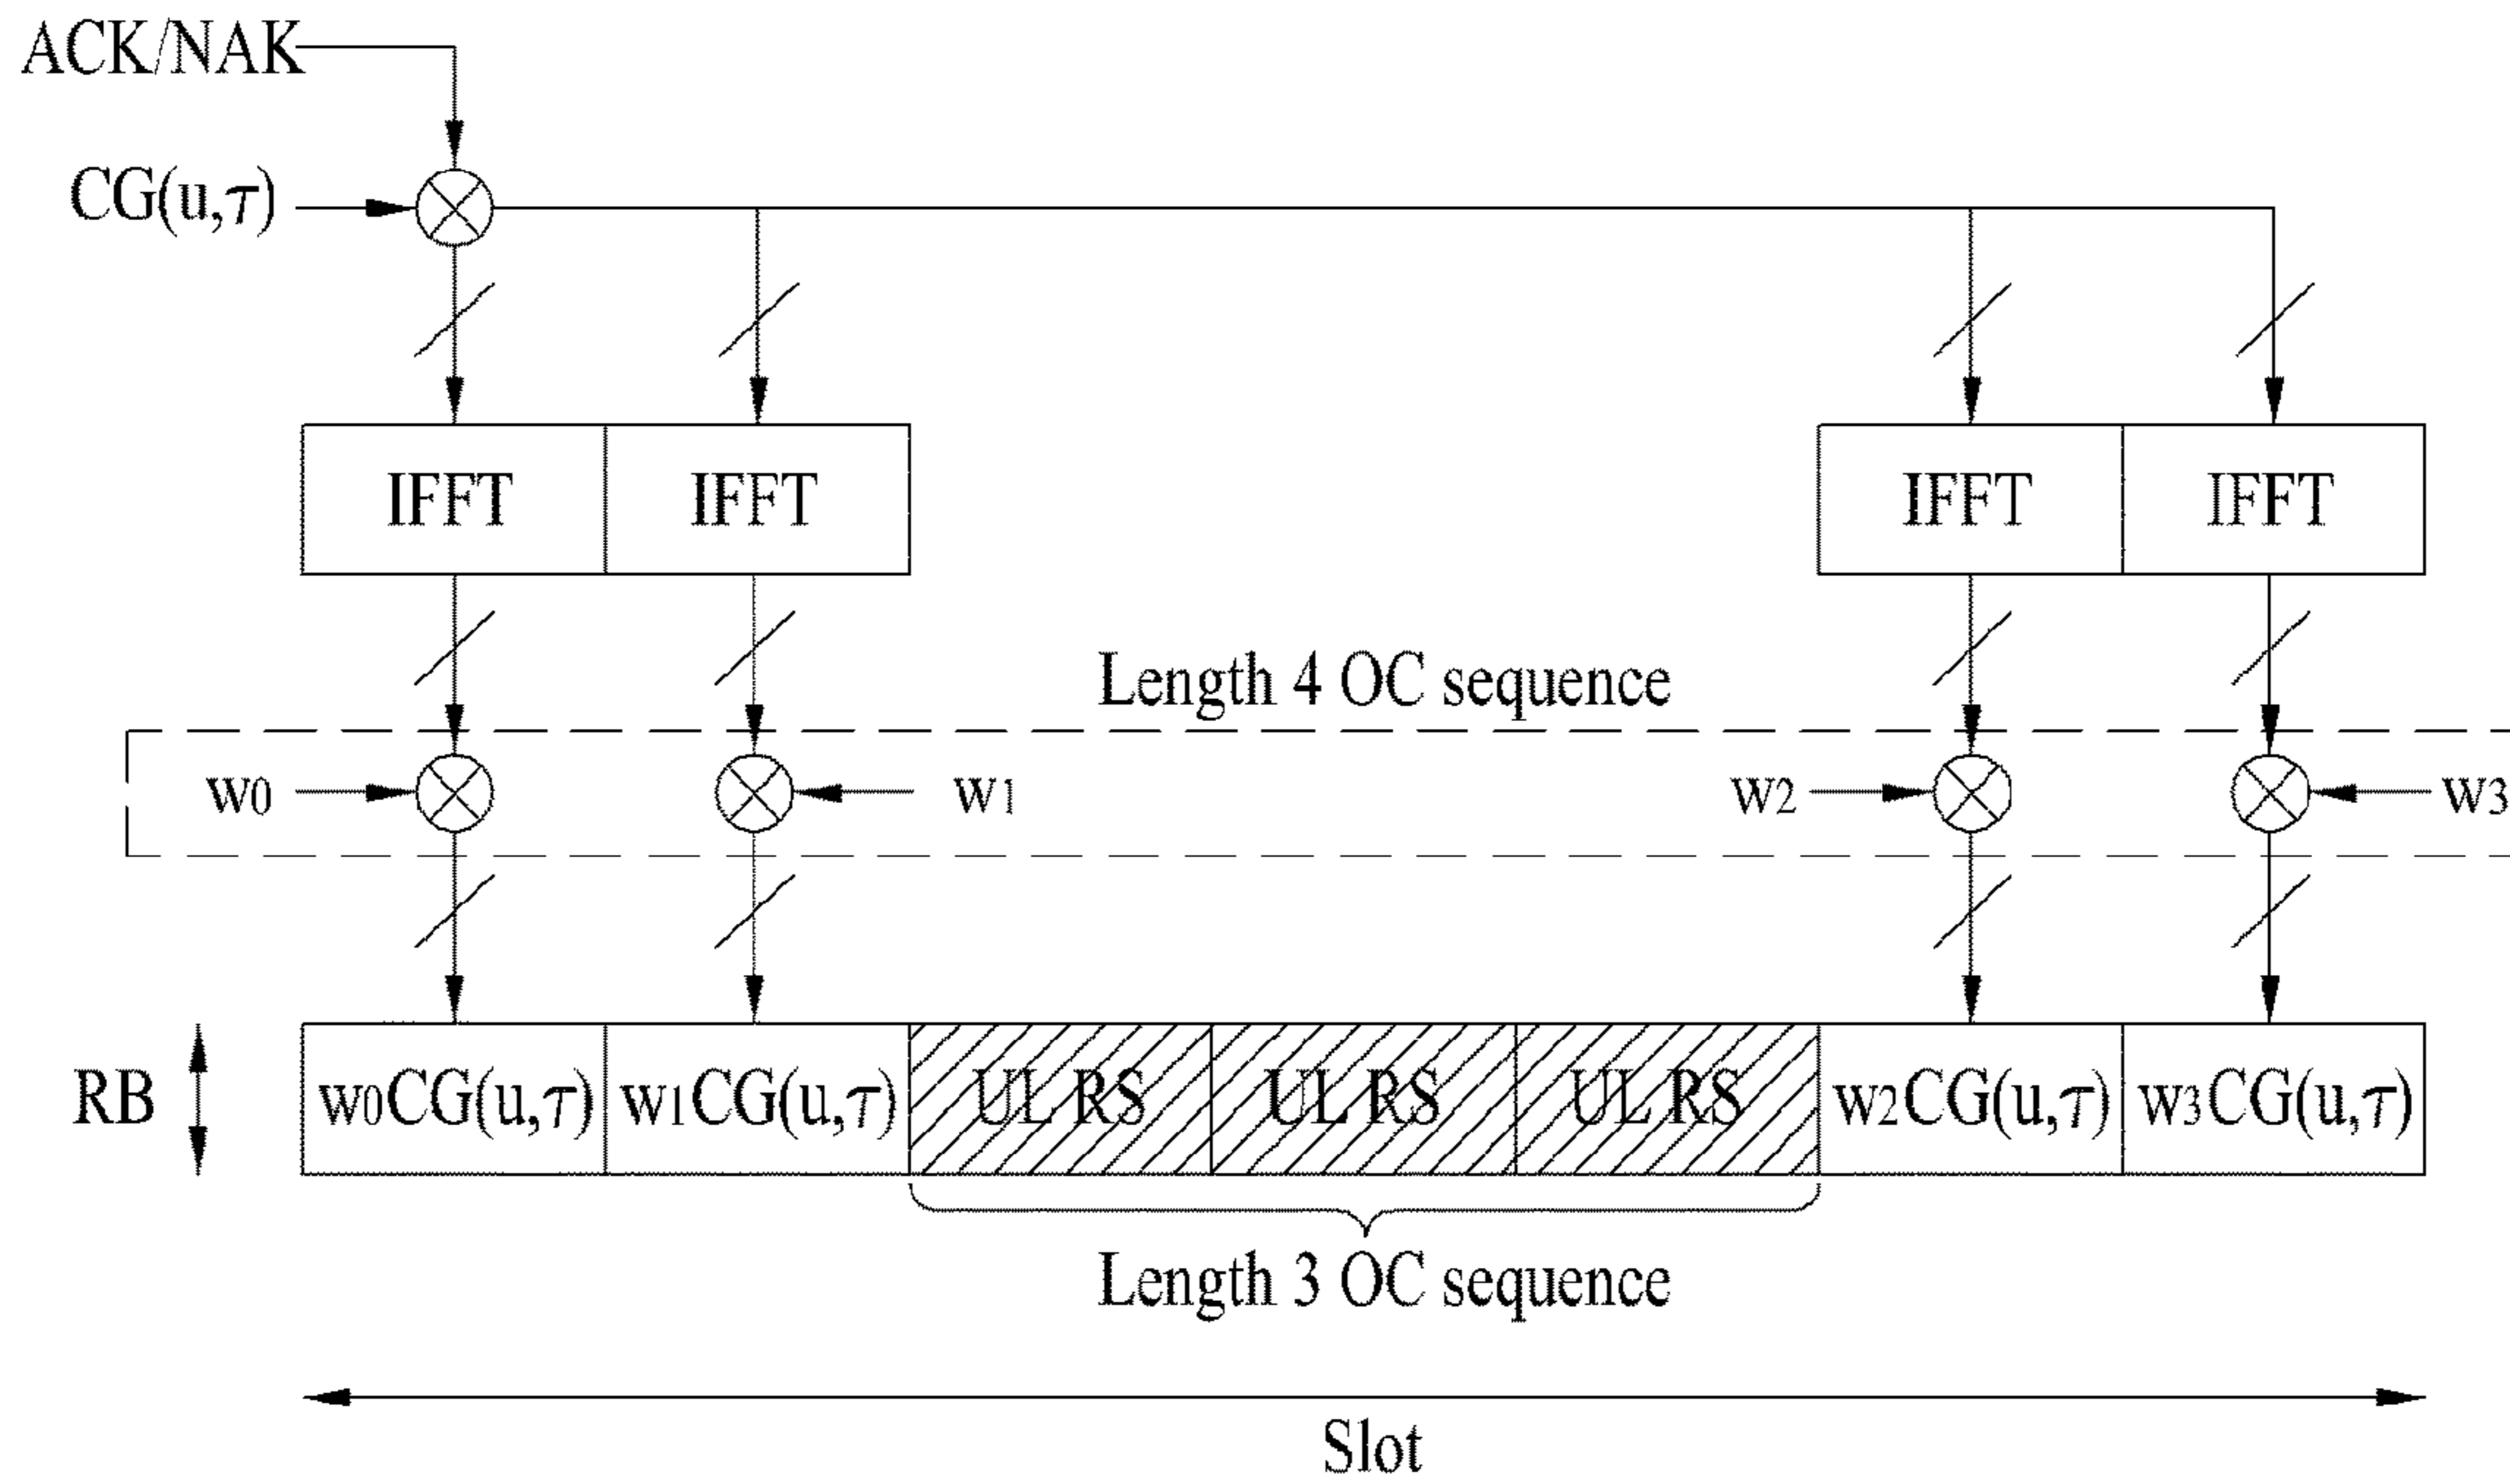 ACK/NAK
CG(u,τ)
IFFT IFFT IFFT IFFT
Length 4 OC sequence
w0 w1 w2 w3
RB w0CG(u,τ) w1CG(u,τ) UL RS UL RS UL RS w2CG(u,τ) w3CG(u,τ)
Length 3 OC sequence
Slot